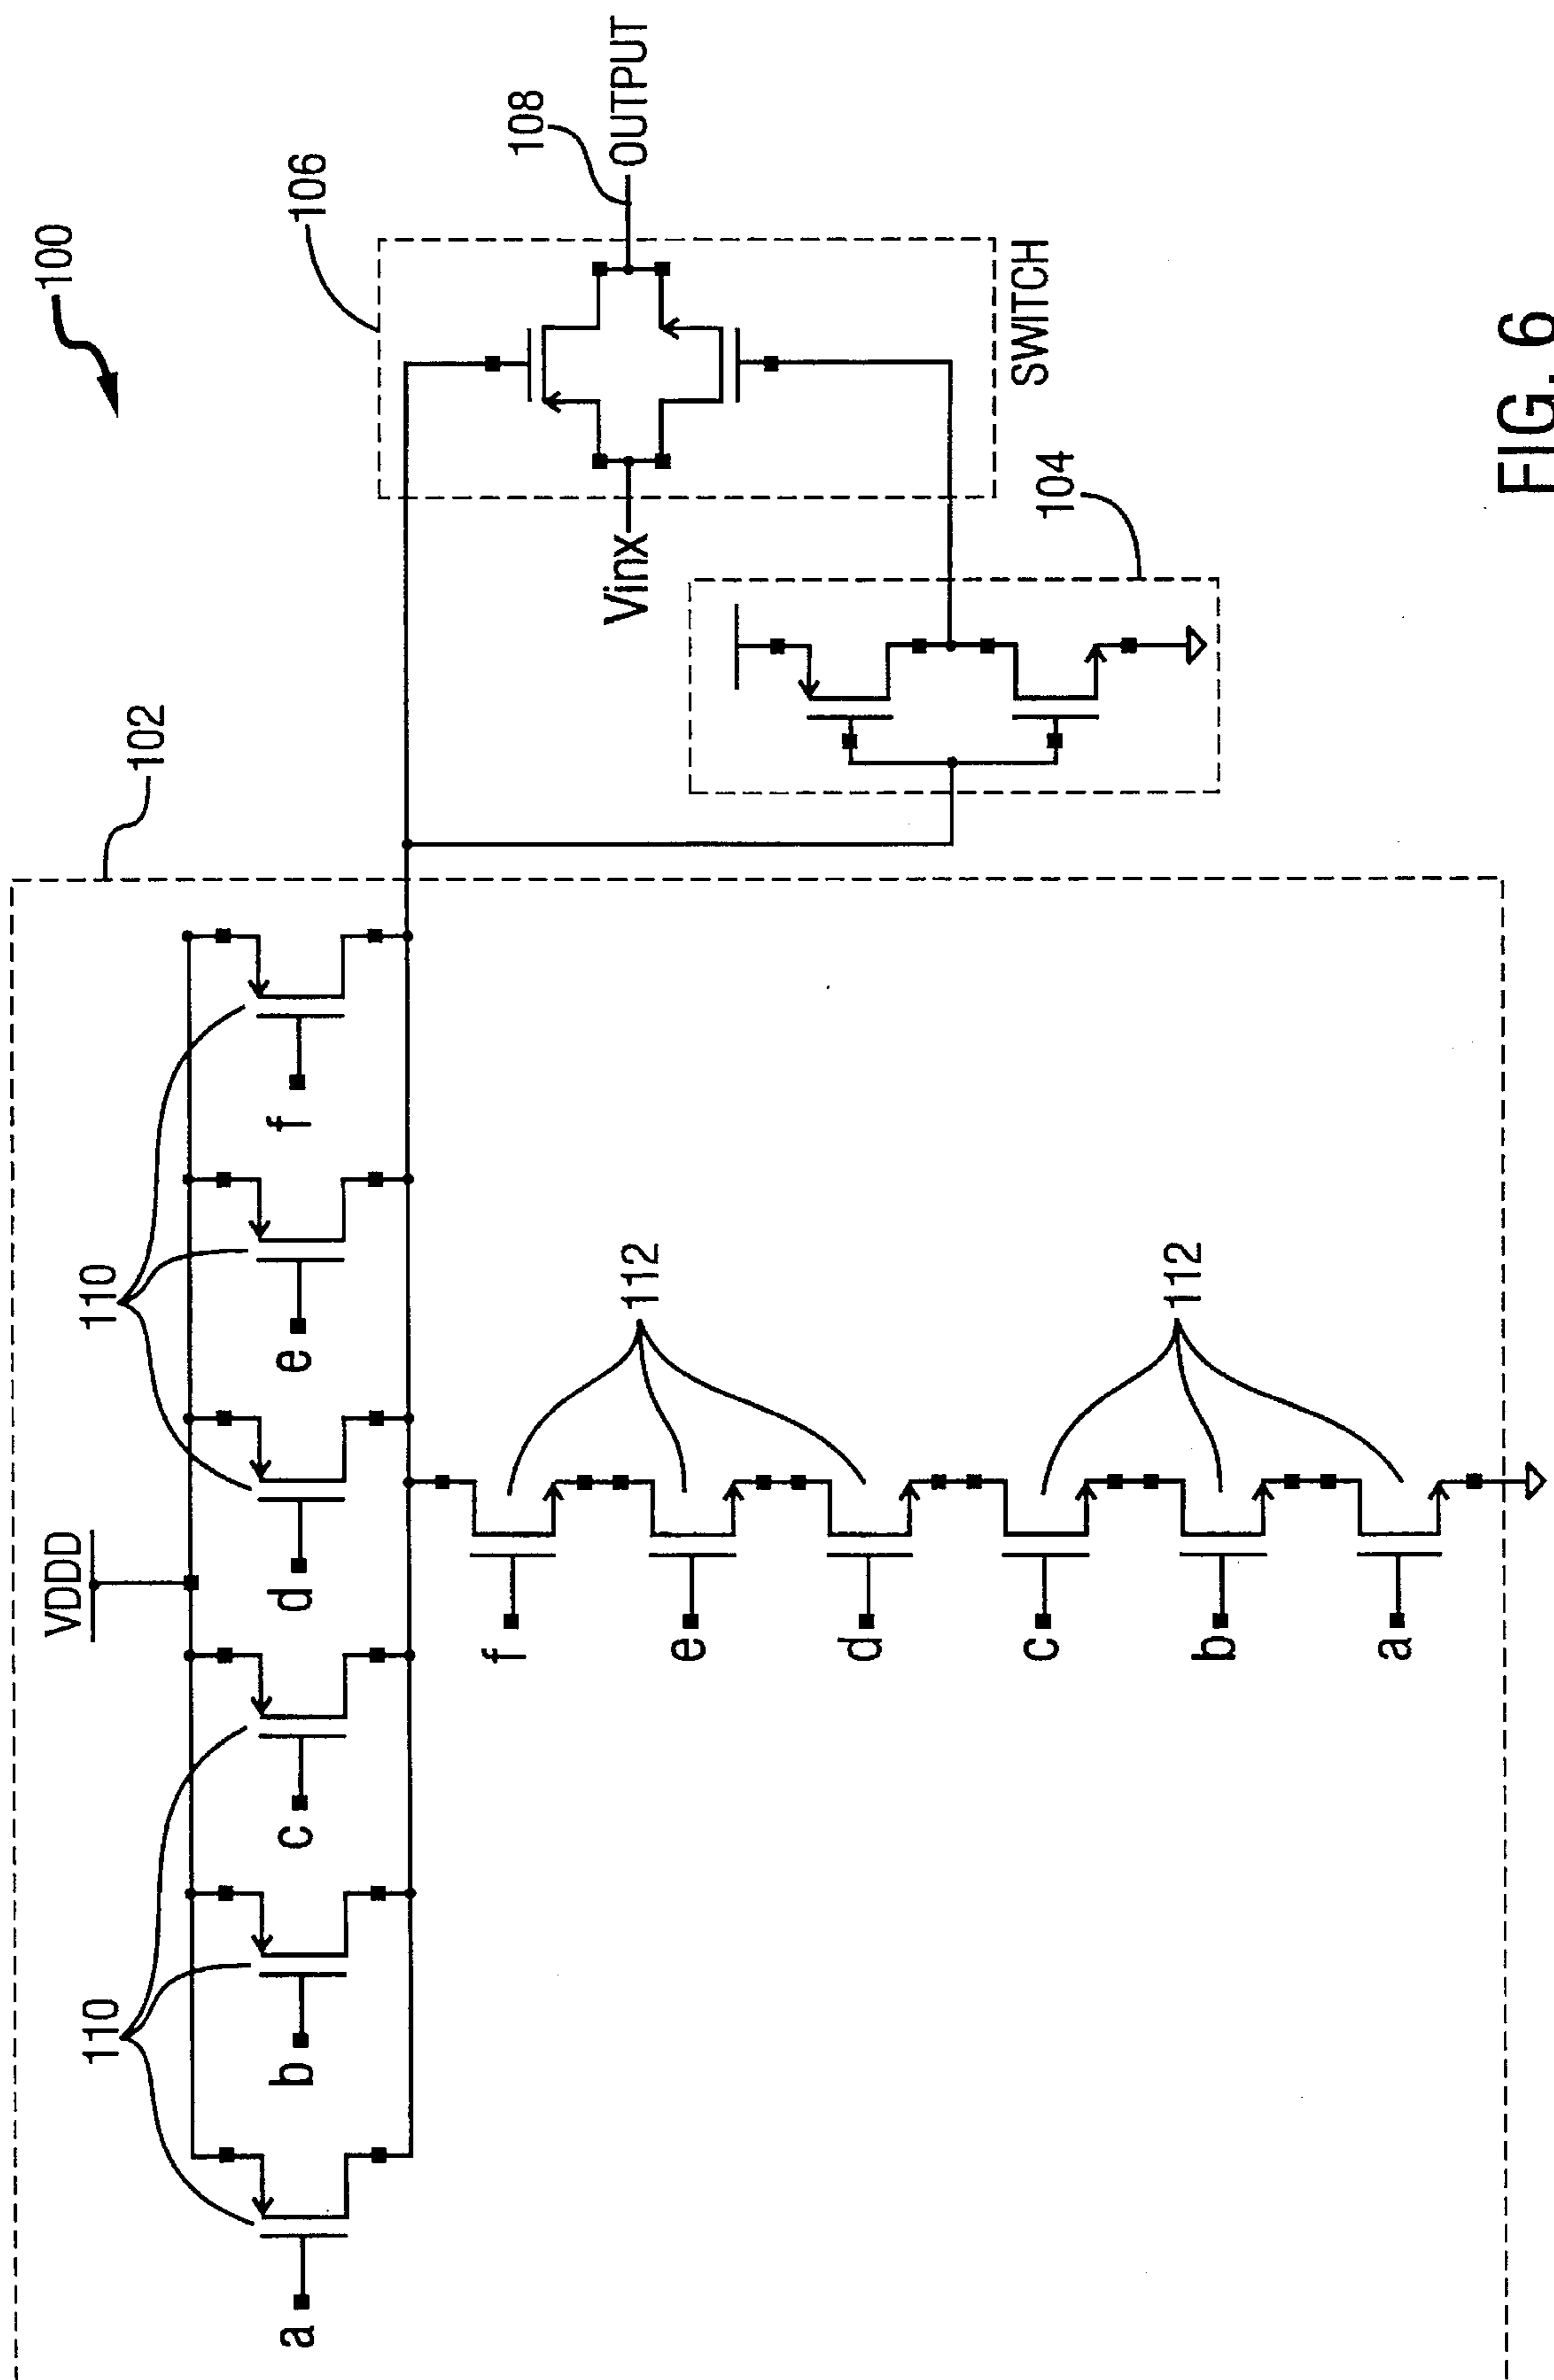 100
106
108
OUTPUT
102
VDDD
110
110
a
b
c
d
e
f
Vinx
SWITCH
104
f
e
d
c
b
a
112
112
FIG. 6